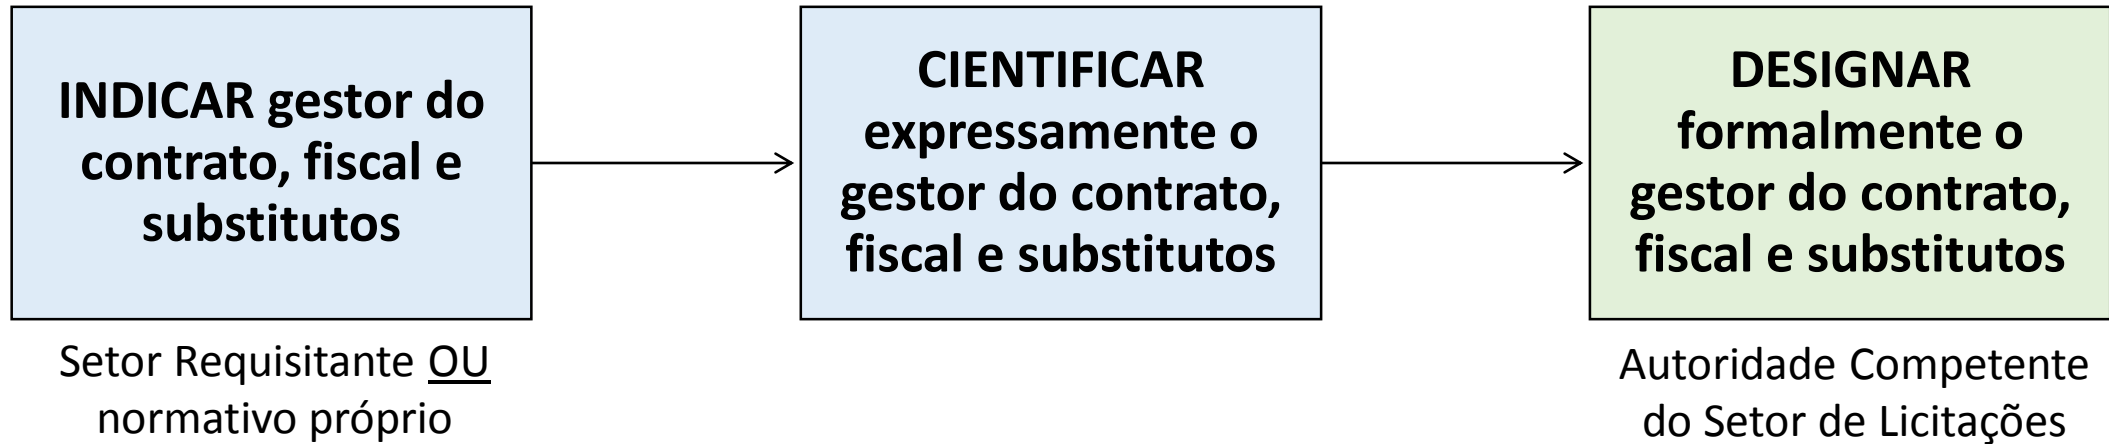 INDICAR gestor do
contrato, fiscal e
substitutos
Setor Requisitante OU
normativo próprio
CIENTIFICAR
expressamente o
gestor do contrato,
fiscal e substitutos
DESIGNAR
formalmente o
gestor do contrato,
fiscal e substitutos
Autoridade Competente
do Setor de Licitações